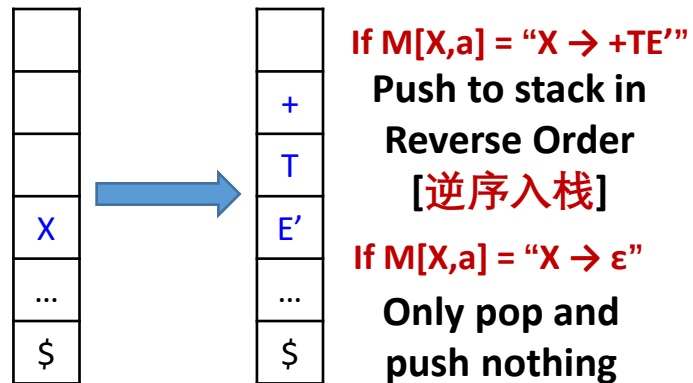 X
...
$
+
T
E’
...
$
If M[X,a] = “X → +TE’”
Push to stack in
Reverse Order
[逆序入栈]
If M[X,a] = “X → ε”
Only pop and
push nothing